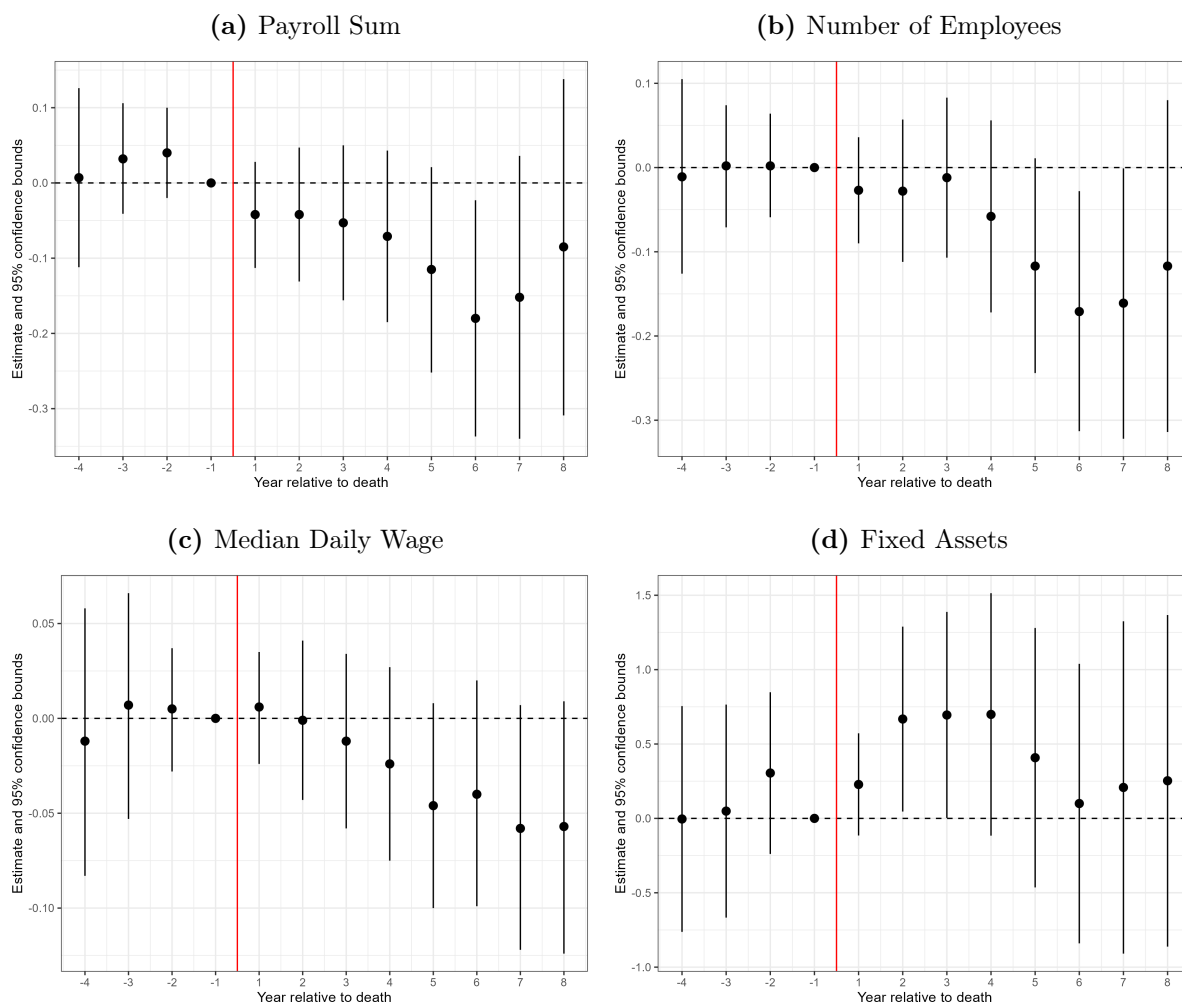 (a) Payroll Sum
(b) Number of Employees
Estimate and 95% confidence bounds
0.1
0.0
-0.1
-0.2
-0.3
-4 -3 -2 -1 1 2 3 4 5 6 7 8
Year relative to death
Estimate and 95% confidence bounds
0.1
0.0
-0.1
-0.2
-0.3
-4 -3 -2 -1 1 2 3 4 5 6 7 8
Year relative to death
(c) Median Daily Wage
(d) Fixed Assets
Estimate and 95% confidence bounds
0.05
0.00
-0.05
-0.10
-4 -3 -2 -1 1 2 3 4 5 6 7 8
Year relative to death
Estimate and 95% confidence bounds
1.5
1.0
0.5
0.0
-0.5
-1.0
-4 -3 -2 -1 1 2 3 4 5 6 7 8
Year relative to death